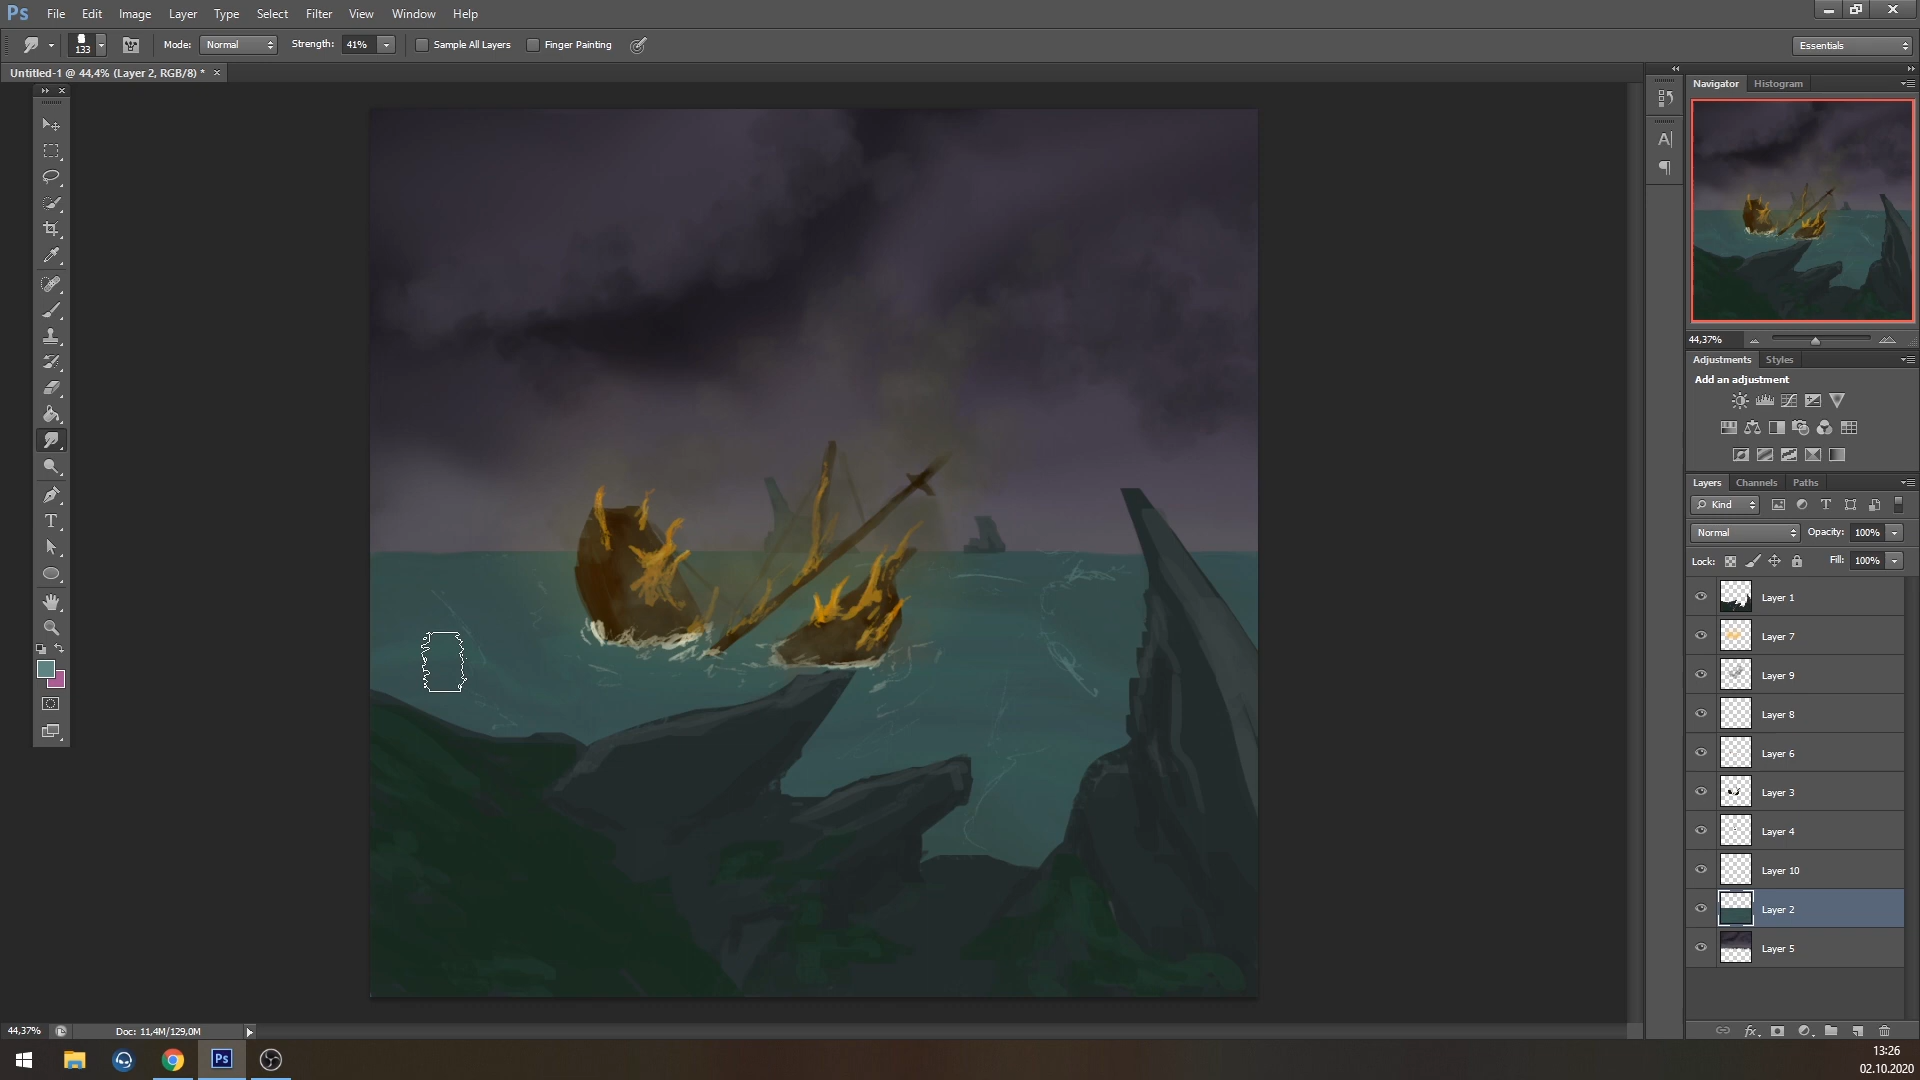 Ps File Edit Image Layer Type Select Filter View Window Help
133 Mode: Normal Strength: 41% Sample All Layers Finger Painting Essentials
Untitled-1 @ 44,4% (Layer 2, RGB/8) * ×
Navigator Histogram
44,37%
Adjustments Styles
Add an adjustment
Layers Channels Paths
Kind
Normal Opacity: 100%
Lock: Fill: 100%
Layer 1
Layer 7
Layer 9
Layer 8
Layer 6
Layer 3
Layer 4
Layer 10
Layer 2
Layer 5
44,37% Doc: 11,4M/129,0M
Ps
13:26
02.10.2020